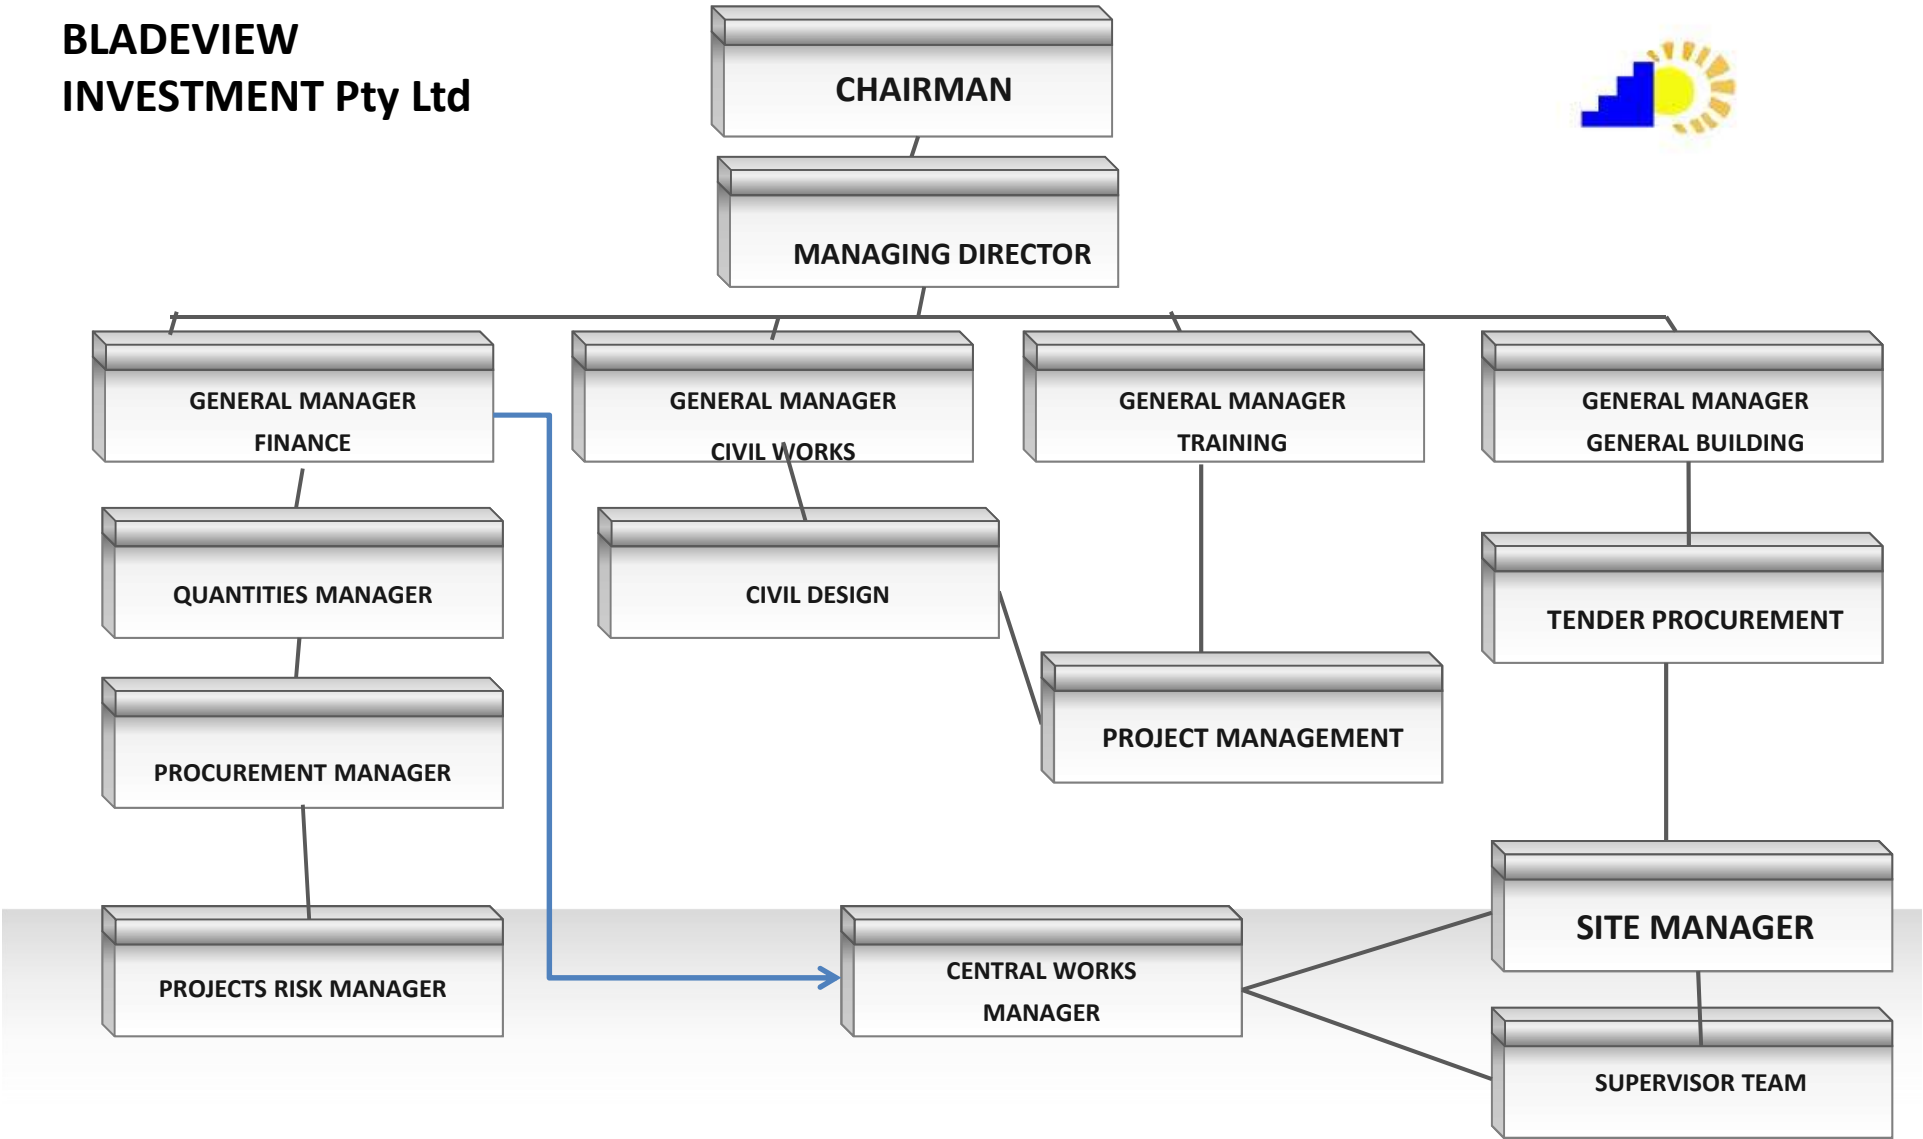 BLADEVIEW
INVESTMENT Pty Ltd
CHAIRMAN
MANAGING DIRECTOR
GENERAL MANAGER
FINANCE
GENERAL MANAGER
CIVIL WORKS
GENERAL MANAGER
TRAINING
GENERAL MANAGER
GENERAL BUILDING
QUANTITIES MANAGER
CIVIL DESIGN
TENDER PROCUREMENT
PROCUREMENT MANAGER
PROJECT MANAGEMENT
PROJECTS RISK MANAGER
CENTRAL WORKS
MANAGER
SITE MANAGER
SUPERVISOR TEAM